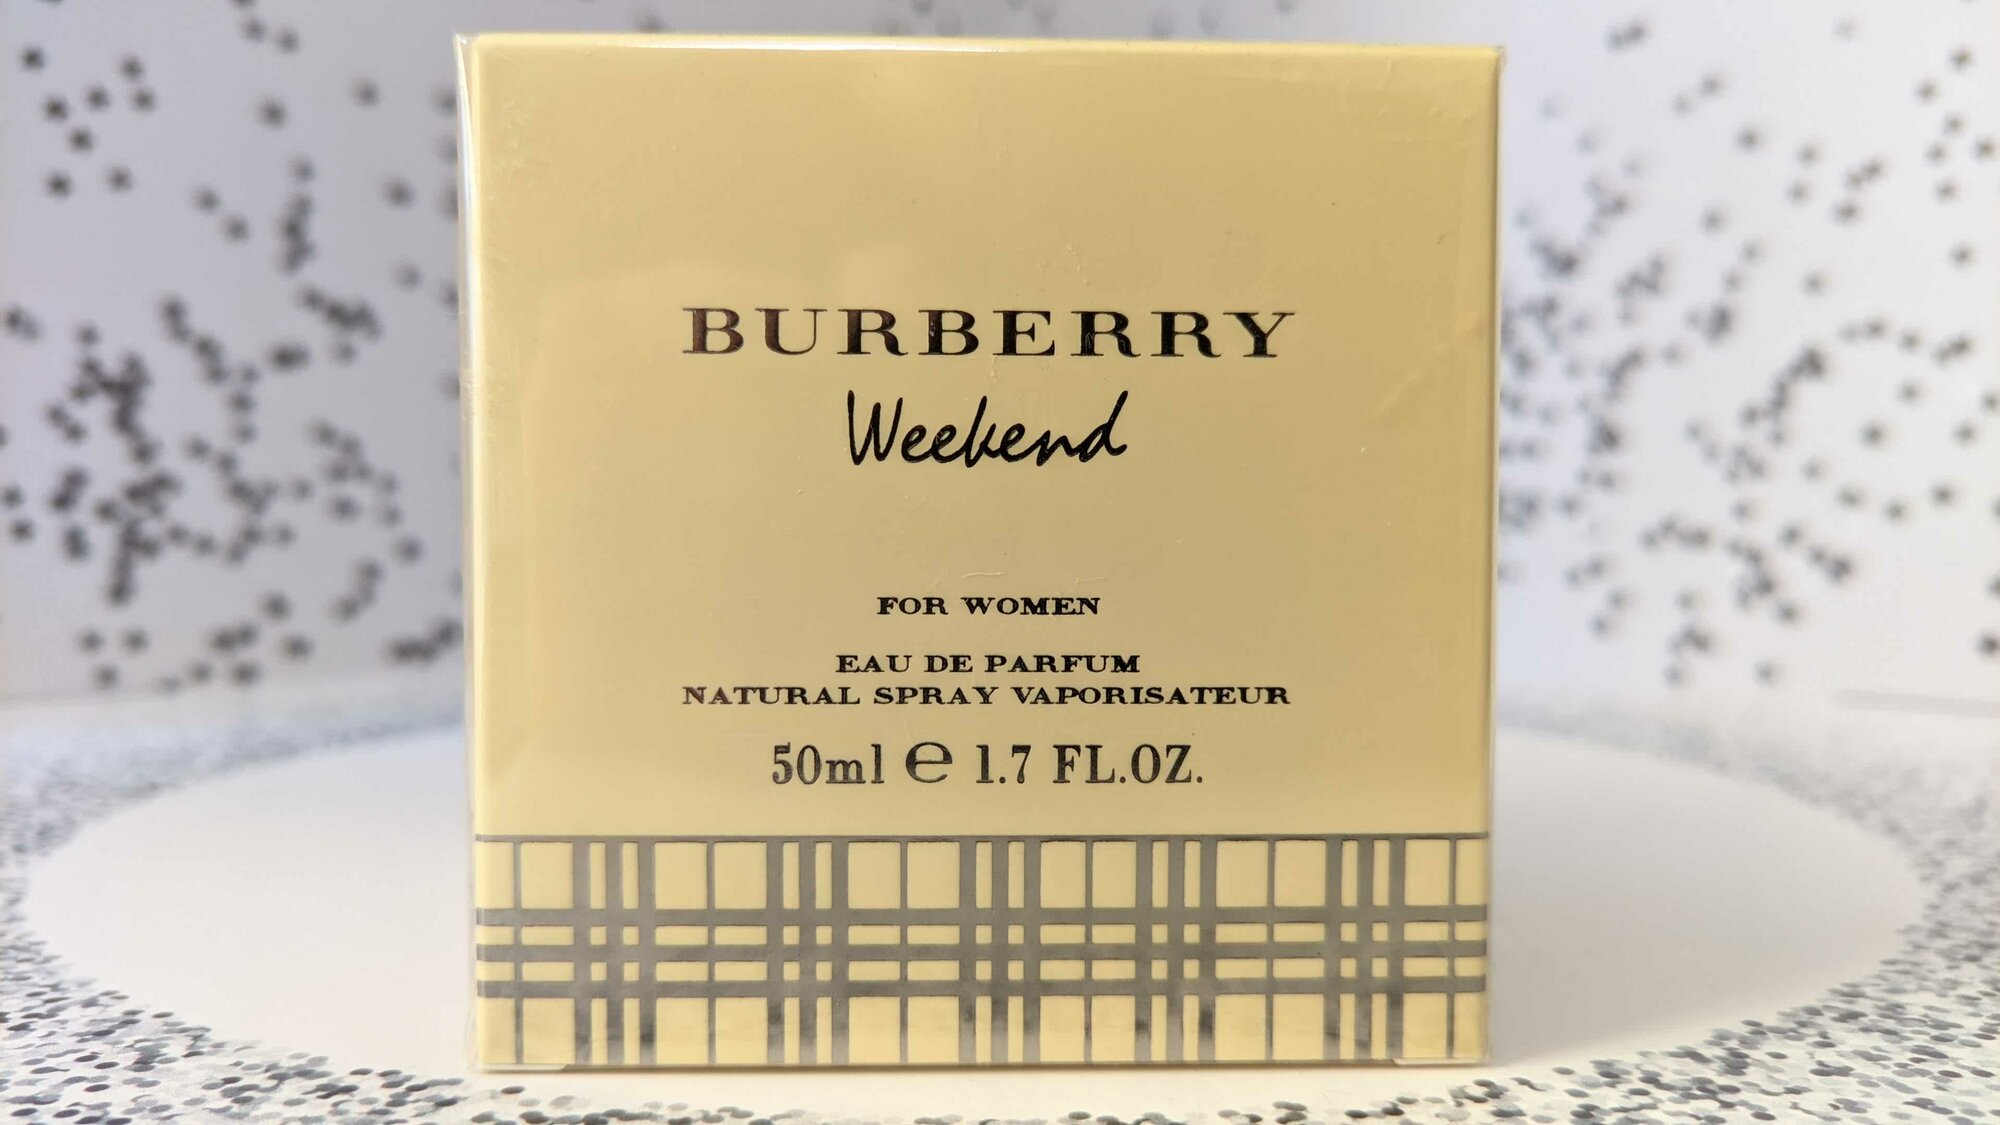 BURBERRY
Weekend
FOR WOMEN
EAU DE PARFUM
NATURAL SPRAY VAPORISATEUR
50ml ℮ 1.7 FL.OZ.